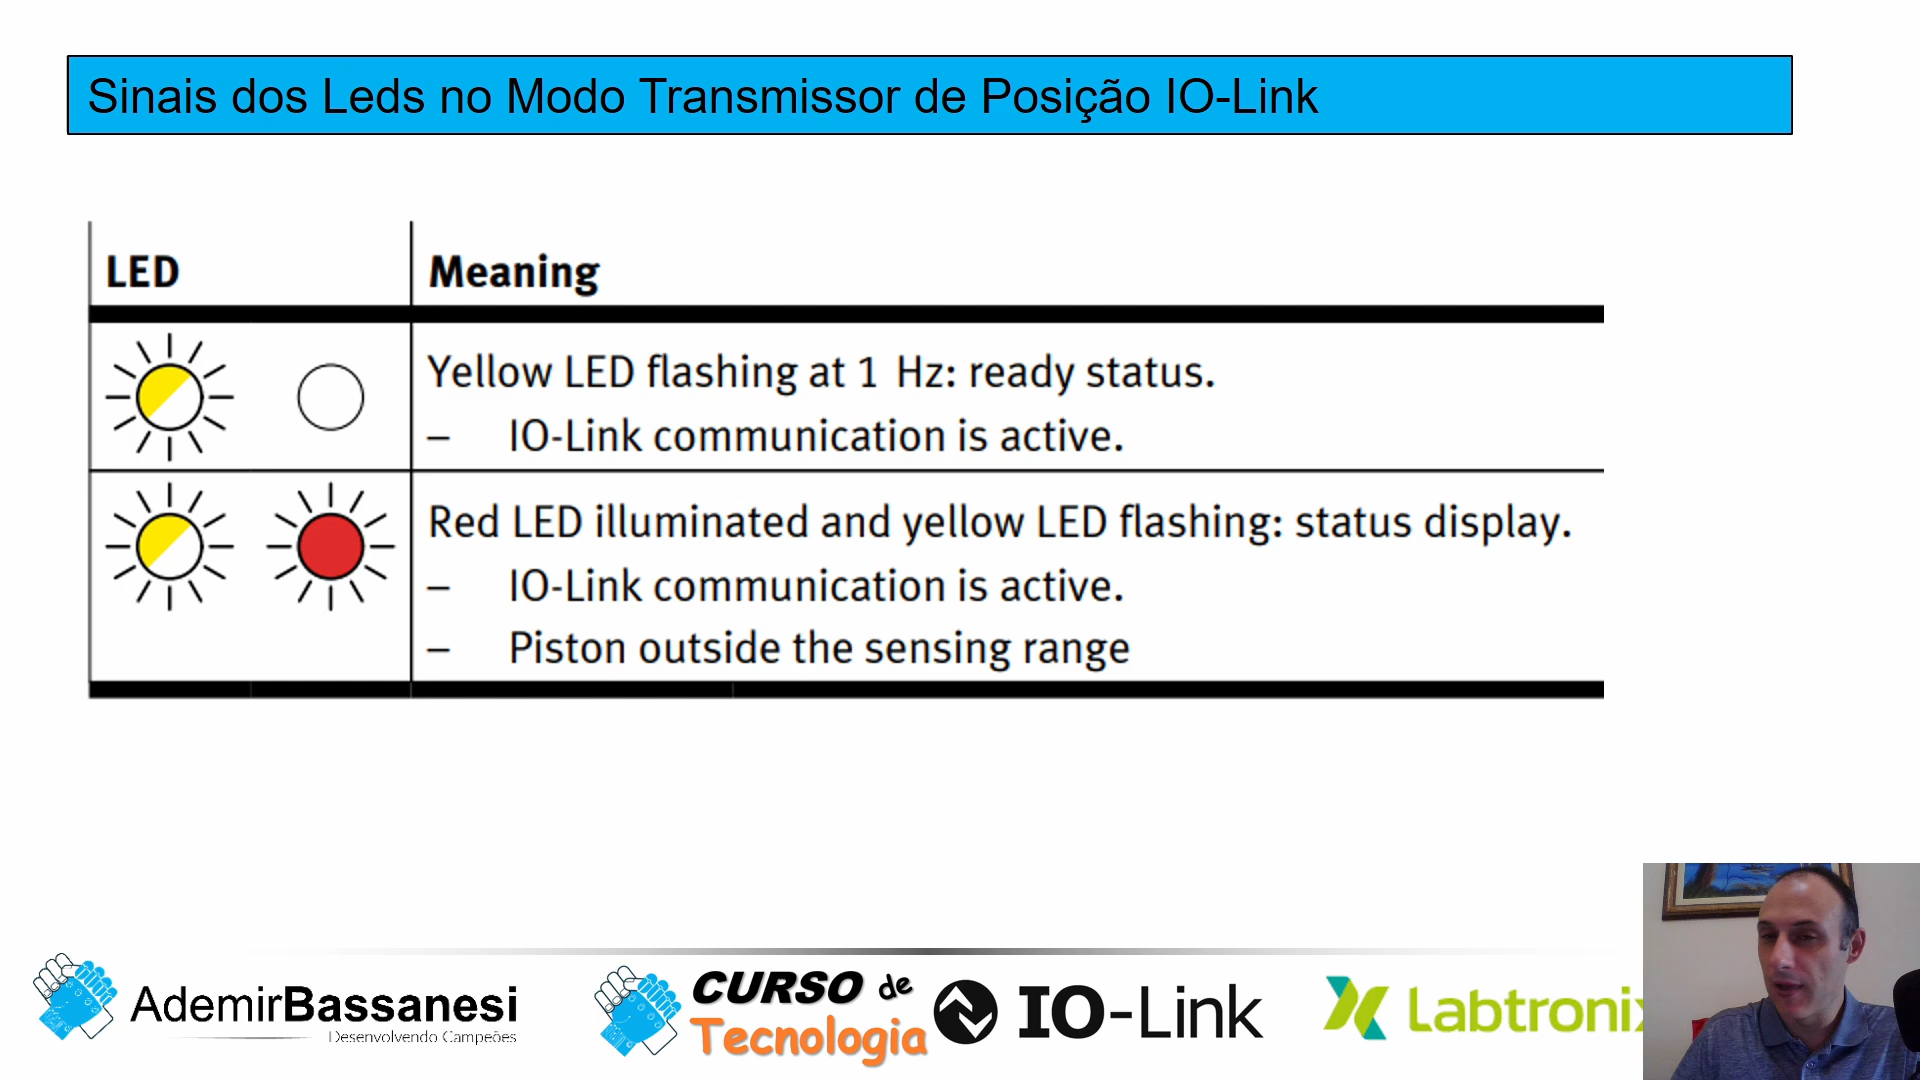 Sinais dos Leds no Modo Transmissor de Posição IO-Link
LED Meaning
Yellow LED flashing at 1 Hz: ready status.
– IO-Link communication is active.
Red LED illuminated and yellow LED flashing: status display.
– IO-Link communication is active.
– Piston outside the sensing range
AdemirBassanesi
Desenvolvendo Campeões
CURSO de
Tecnologia
IO-Link
Labtronix